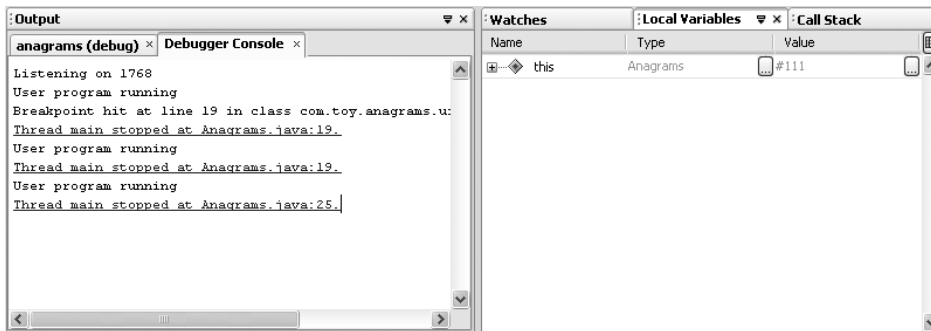 Output
anagrams (debug) Debugger Console
Listening on 1768
User program running
Breakpoint hit at line 19 in class com.toy.anagrams.u
Thread main stopped at Anagrams.java:19.
User program running
Thread main stopped at Anagrams.java:19.
User program running
Thread main stopped at Anagrams.java:25.
Watches Local Variables Call Stack
Name Type Value
this Anagrams ... #111 ...